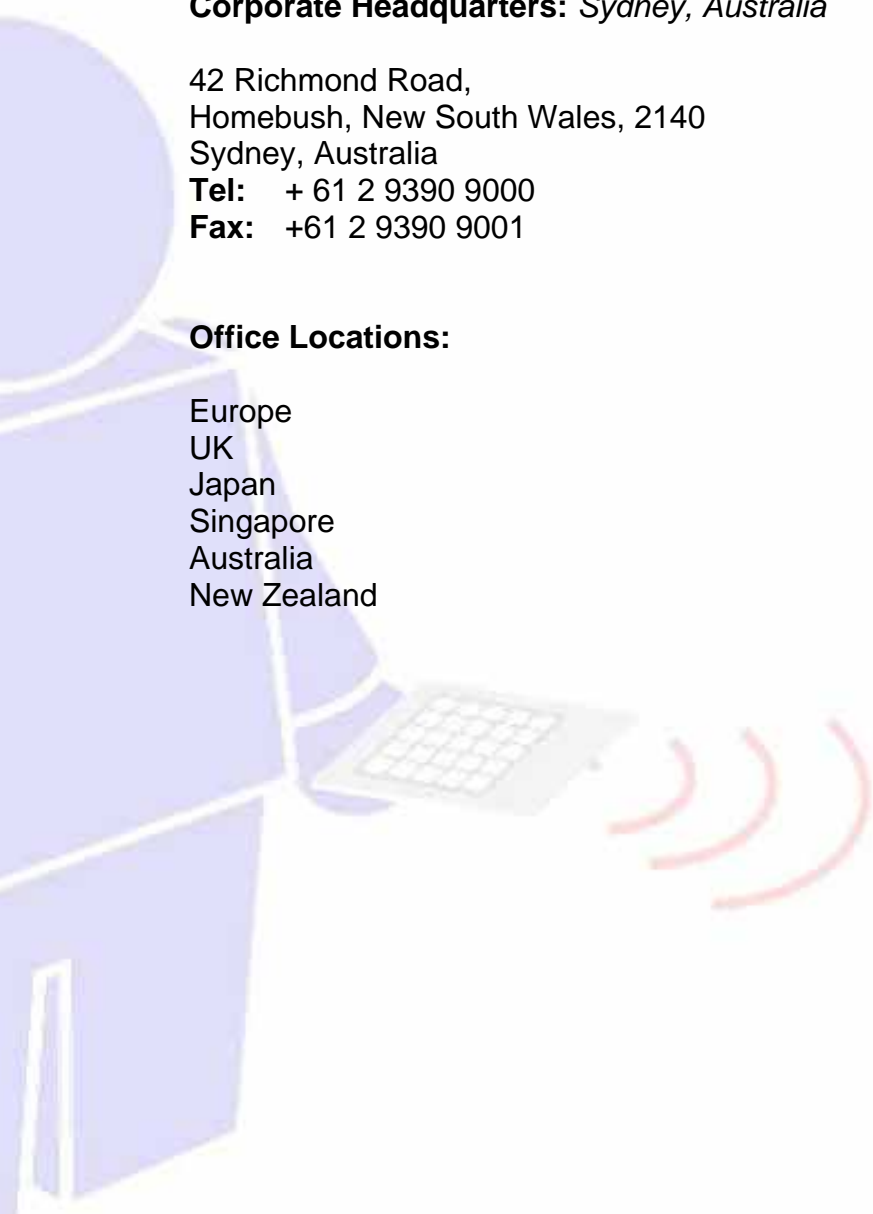 Corporate Headquarters: Sydney, Australia
42 Richmond Road,
Homebush, New South Wales, 2140
Sydney, Australia
Tel: + 61 2 9390 9000
Fax: +61 2 9390 9001
Office Locations:
Europe
UK
Japan
Singapore
Australia
New Zealand